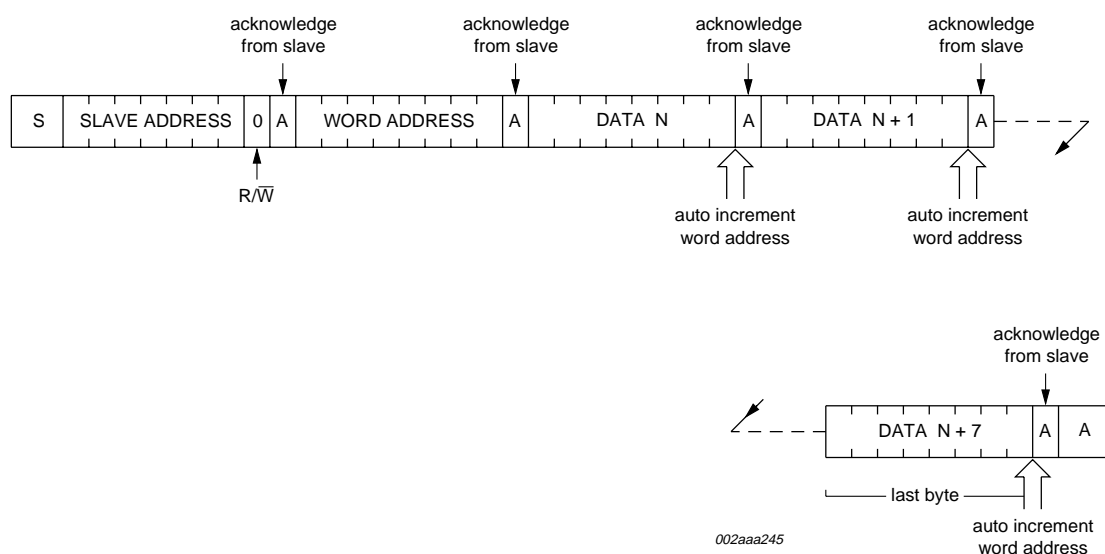 acknowledge from slave
acknowledge from slave
acknowledge from slave
acknowledge from slave
S SLAVE ADDRESS 0 A WORD ADDRESS A DATA N A DATA N + 1 A
R/W̅
auto increment word address
auto increment word address
acknowledge from slave
DATA N + 7 A A
last byte
auto increment word address
002aaa245